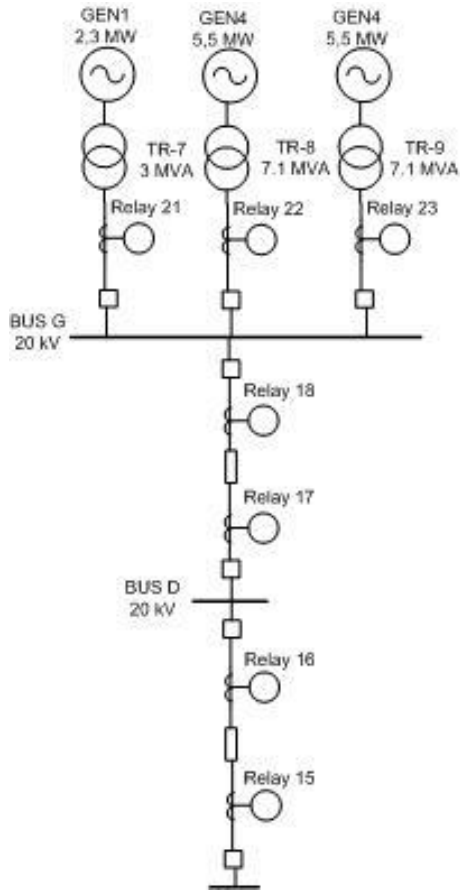 GEN1
2,3 MW
GEN4
5,5 MW
GEN4
5,5 MW
TR-7
3 MVA
TR-8
7.1 MVA
TR-9
7.1 MVA
Relay 21
Relay 22
Relay 23
BUS G
20 kV
Relay 18
Relay 17
BUS D
20 kV
Relay 16
Relay 15